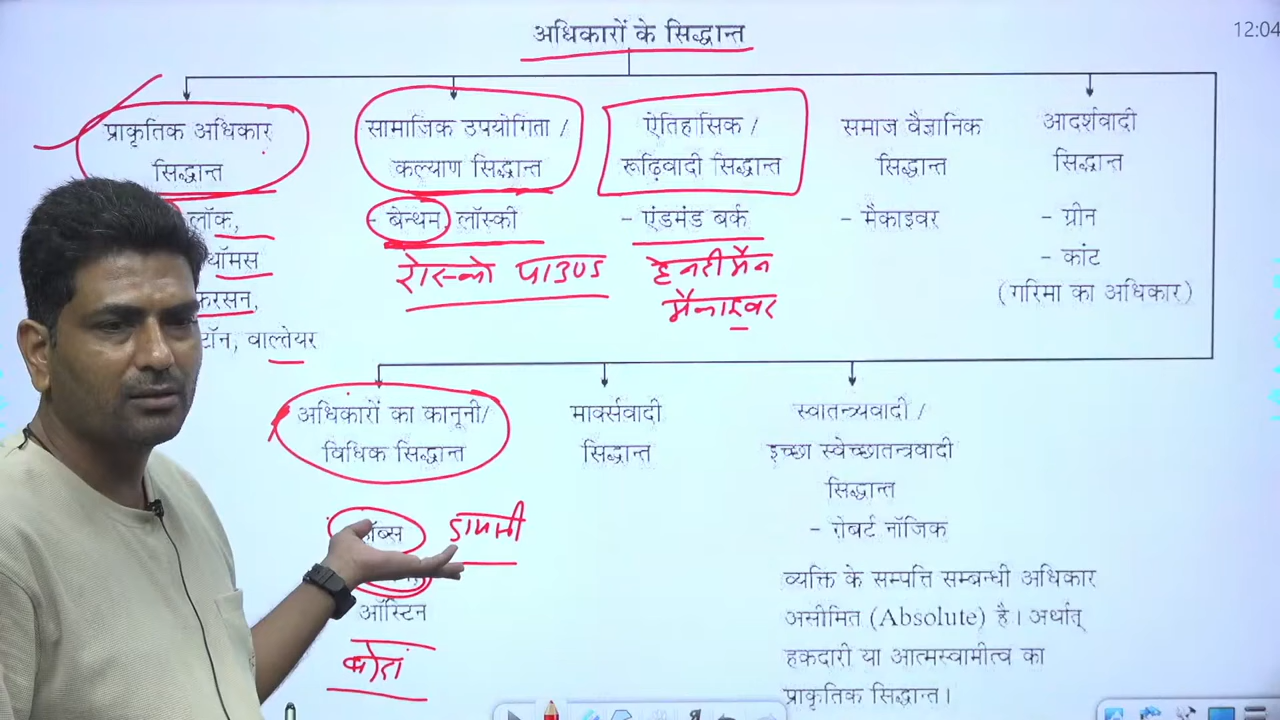 अधिकारों के सिद्धान्त
12:04
प्राकृतिक अधिकार
सिद्धान्त
लॉक,
थॉमस
वाल्तेयर
सामाजिक उपयोगिता /
कल्याण सिद्धान्त
- बेन्थम, लॉस्की
रोस्को पाउण्ड
ऐतिहासिक /
रूढ़िवादी सिद्धान्त
- एंडमंड बर्क
हेनरी मैन
मैकाइवर
समाज वैज्ञानिक
सिद्धान्त
- मैकाइवर
आदर्शवादी
सिद्धान्त
- ग्रीन
- कांट
(गरिमा का अधिकार)
अधिकारों का कानूनी/
विधिक सिद्धान्त
ऑस्टिन
मार्क्सवादी
सिद्धान्त
स्वातन्त्र्यवादी /
इच्छा स्वेच्छातन्त्रवादी
सिद्धान्त
- रोबर्ट नॉजिक
व्यक्ति के सम्पत्ति सम्बन्धी अधिकार
असीमित (Absolute) है। अर्थात्
हकदारी या आत्मस्वामीत्व का
प्राकृतिक सिद्धान्त।